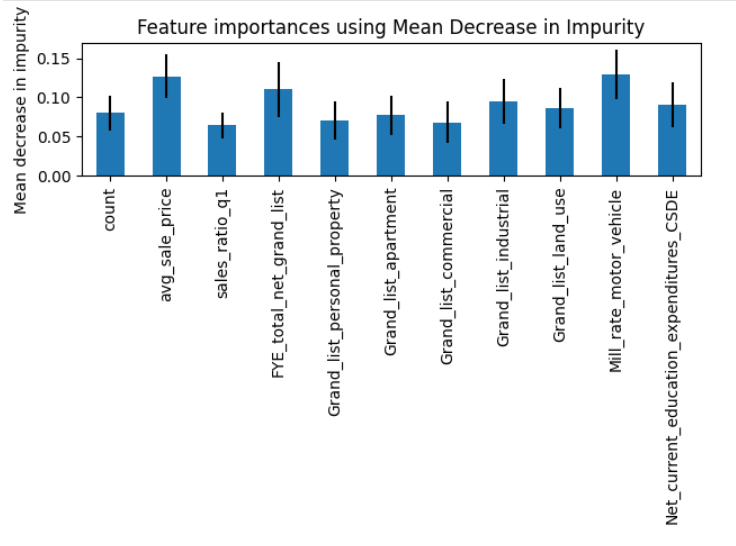 Feature importances using Mean Decrease in Impurity
Mean decrease in impurity
0.15
0.10
0.05
0.00
count
avg_sale_price
sales_ratio_q1
FYE_total_net_grand_list
Grand_list_personal_property
Grand_list_apartment
Grand_list_commercial
Grand_list_industrial
Grand_list_land_use
Mill_rate_motor_vehicle
Net_current_education_expenditures_CSDE